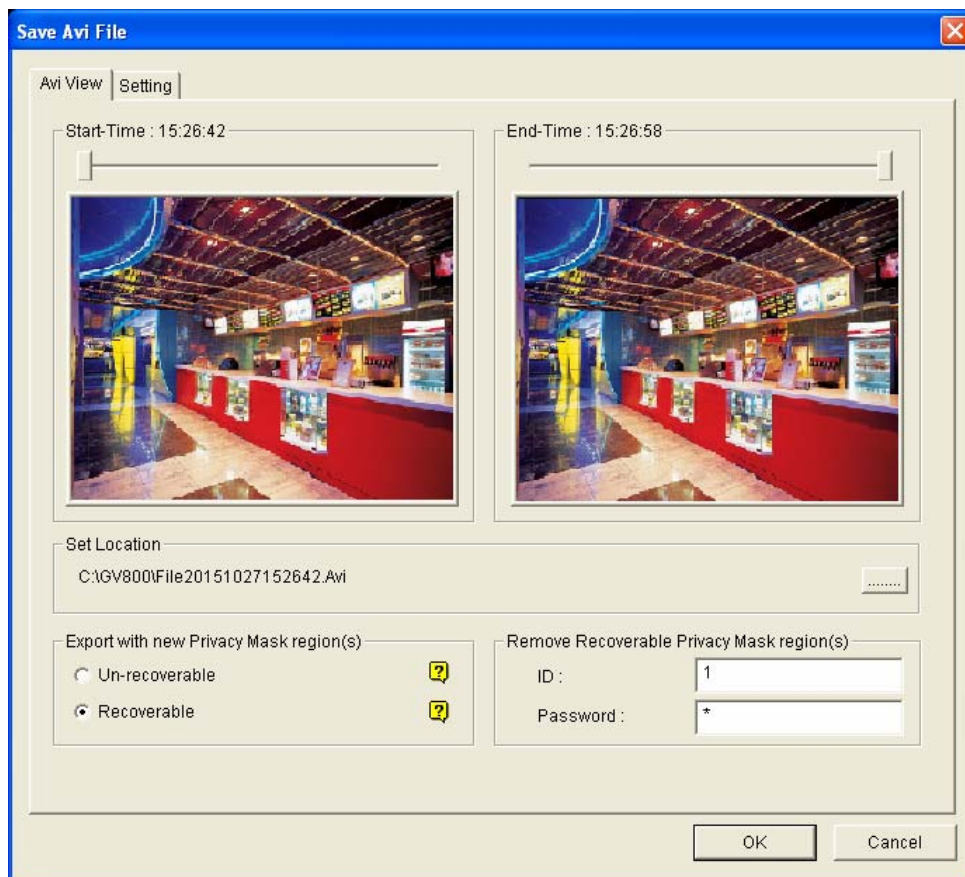 Save Avi File
Avi View
Setting
Start-Time : 15:26:42
End-Time : 15:26:58
Set Location
C:\GV800\File20151027152642.Avi
........
Export with new Privacy Mask region(s)
Un-recoverable
?
Recoverable
?
Remove Recoverable Privacy Mask region(s)
ID :
1
Password :
*
OK
Cancel